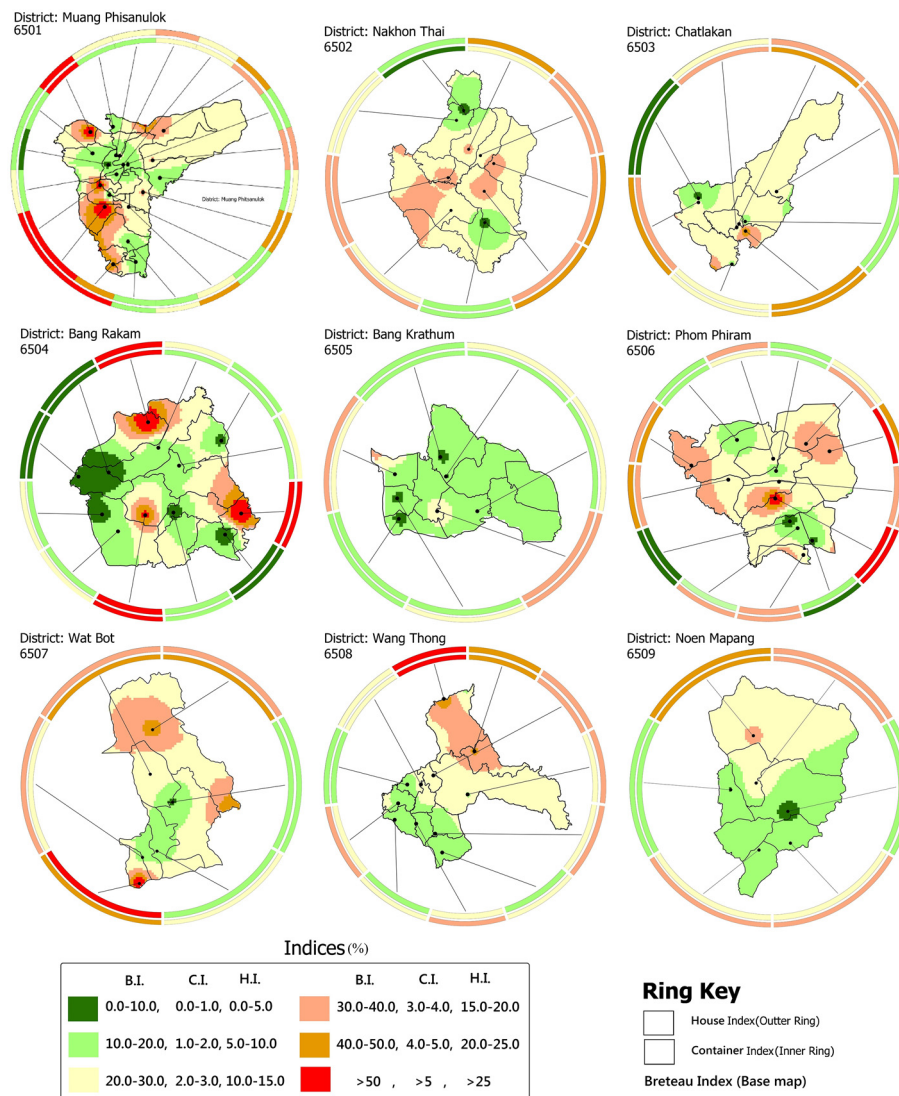 District: Muang Phisanulok
6501
District: Nakhon Thai
6502
District: Chatlakan
6503
District: Muang Phitsanulok
District: Bang Rakam
6504
District: Bang Krathum
6505
District: Phom Phiram
6506
District: Wat Bot
6507
District: Wang Thong
6508
District: Noen Mapang
6509
Indices (%)
B.I. C.I. H.I. B.I. C.I. H.I.
0.0-10.0, 0.0-1.0, 0.0-5.0 30.0-40.0, 3.0-4.0, 15.0-20.0
10.0-20.0, 1.0-2.0, 5.0-10.0 40.0-50.0, 4.0-5.0, 20.0-25.0
20.0-30.0, 2.0-3.0, 10.0-15.0 >50 , >5 , >25
Ring Key
House Index(Outter Ring)
Container Index(Inner Ring)
Breteau Index (Base map)